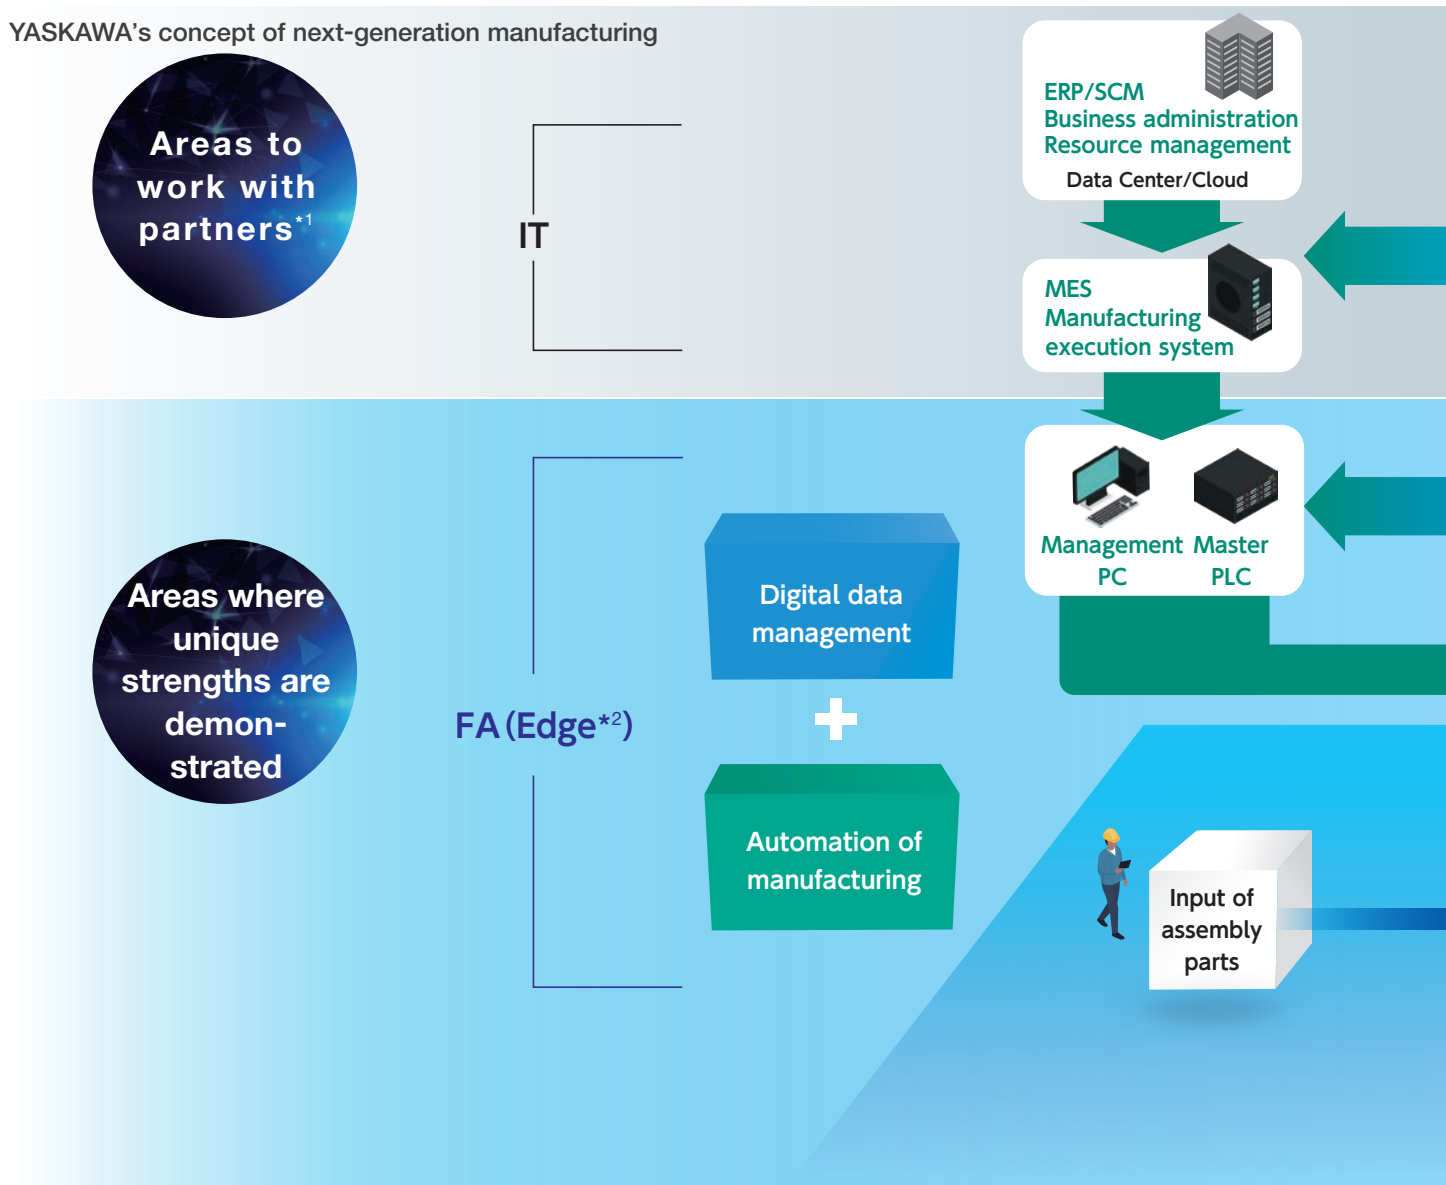 YASKAWA’s concept of next-generation manufacturing
Areas to
work with
partners*1
IT
ERP/SCM
Business administration
Resource management
Data Center/Cloud
MES
Manufacturing
execution system
Management
PC
Master
PLC
Areas where
unique
strengths are
demon-
strated
FA (Edge*2)
Digital data
management
Automation of
manufacturing
Input of
assembly
parts